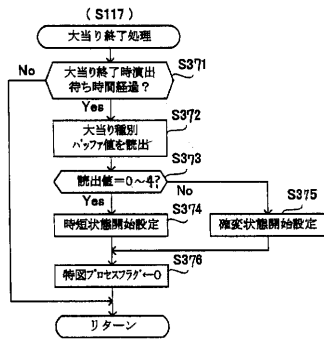 (S117)
大当り終了処理
S371
大当り終了時演出
待ち時間経過?
No
Yes
S372
大当り種別
バッファ値を読出
S373
読出値=0~4?
No
Yes
S374
S375
時短状態開始設定
確変状態開始設定
S376
特図プロセスフラグ←0
リターン